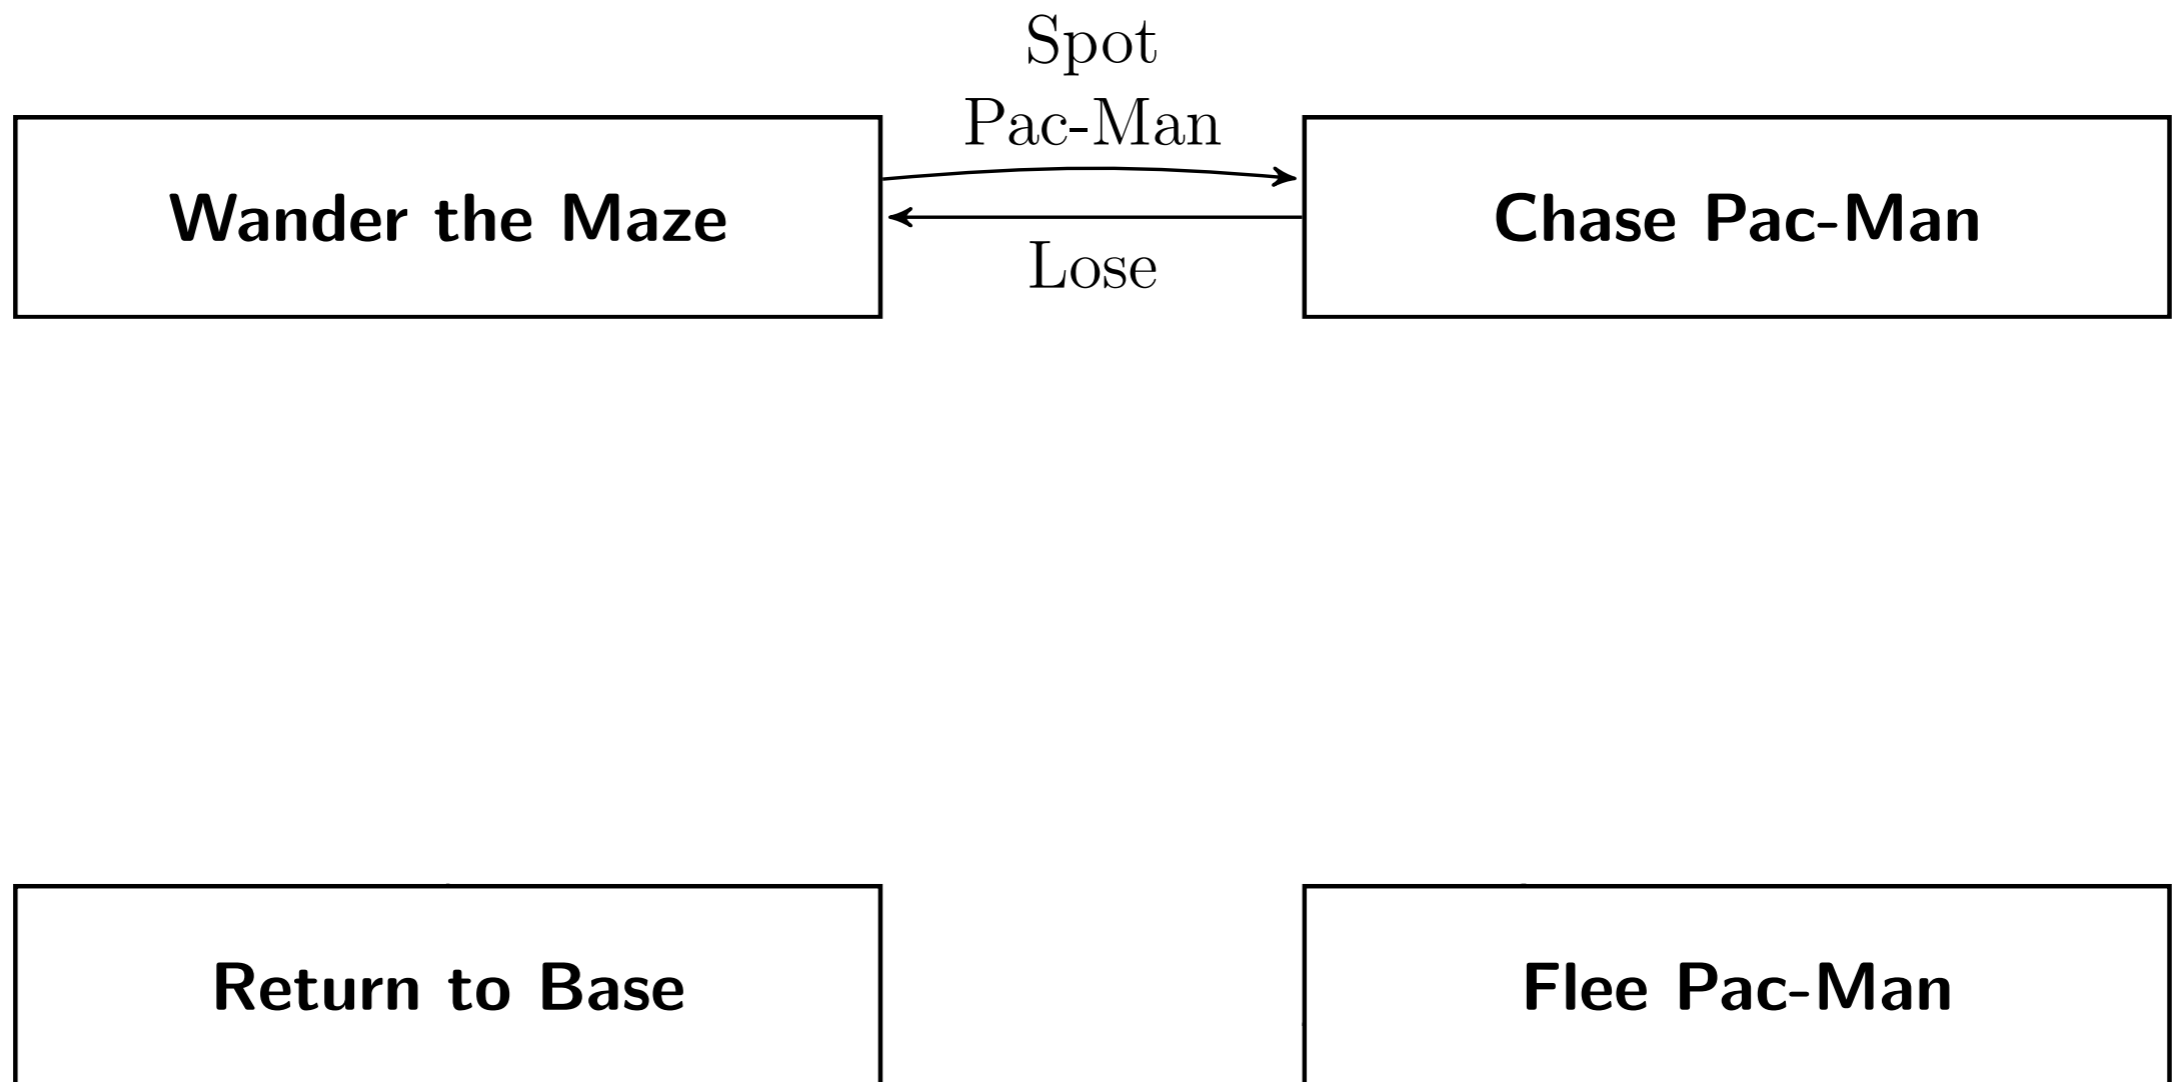 Spot
Pac-Man
Wander the Maze
Chase Pac-Man
Lose
Return to Base
Flee Pac-Man